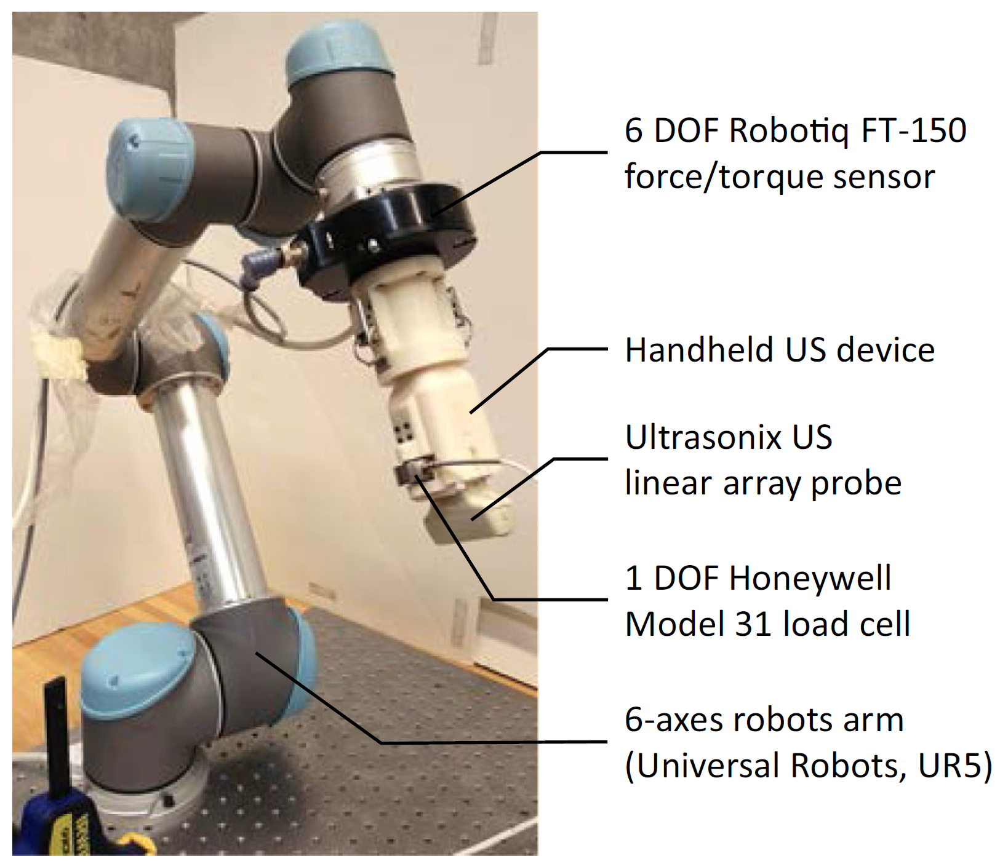 6 DOF Robotiq FT-150
force/torque sensor
Handheld US device
Ultrasonix US
linear array probe
1 DOF Honeywell
Model 31 load cell
6-axes robots arm
(Universal Robots, UR5)